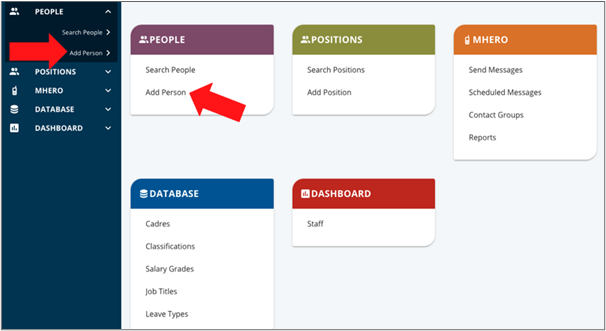 PEOPLE
Search People
Add Person
POSITIONS
MHERO
DATABASE
DASHBOARD
PEOPLE
Search People
Add Person
POSITIONS
Search Positions
Add Position
MHERO
Send Messages
Scheduled Messages
Contact Groups
Reports
DATABASE
Cadres
Classifications
Salary Grades
Job Titles
Leave Types
DASHBOARD
Staff